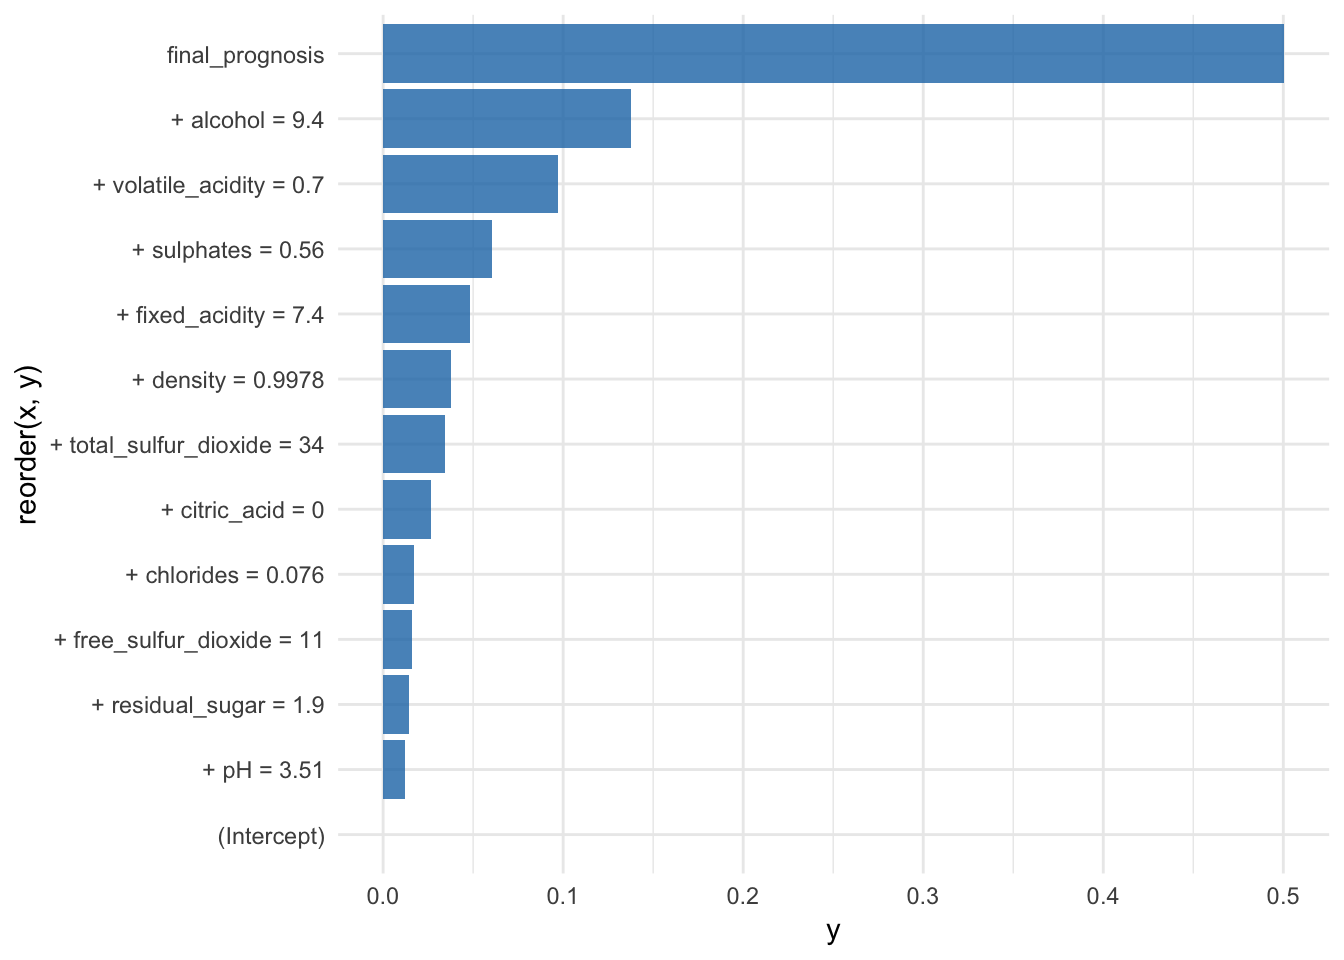 final_prognosis
+ alcohol = 9.4
+ volatile_acidity = 0.7
+ sulphates = 0.56
+ fixed_acidity = 7.4
+ density = 0.9978
+ total_sulfur_dioxide = 34
+ citric_acid = 0
+ chlorides = 0.076
+ free_sulfur_dioxide = 11
+ residual_sugar = 1.9
+ pH = 3.51
(Intercept)
reorder(x, y)
0.0 0.1 0.2 0.3 0.4 0.5
y